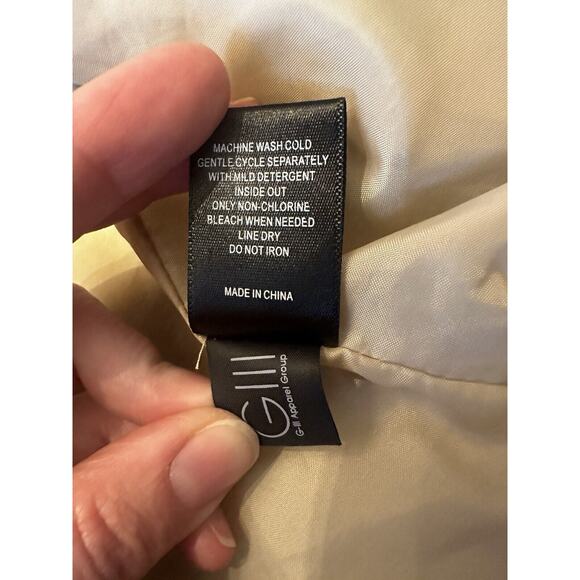 MACHINE WASH COLD
GENTLE CYCLE SEPARATELY
WITH MILD DETERGENT
INSIDE OUT
ONLY NON-CHLORINE
BLEACH WHEN NEEDED
LINE DRY
DO NOT IRON
MADE IN CHINA
GIII
G-III Apparel Group